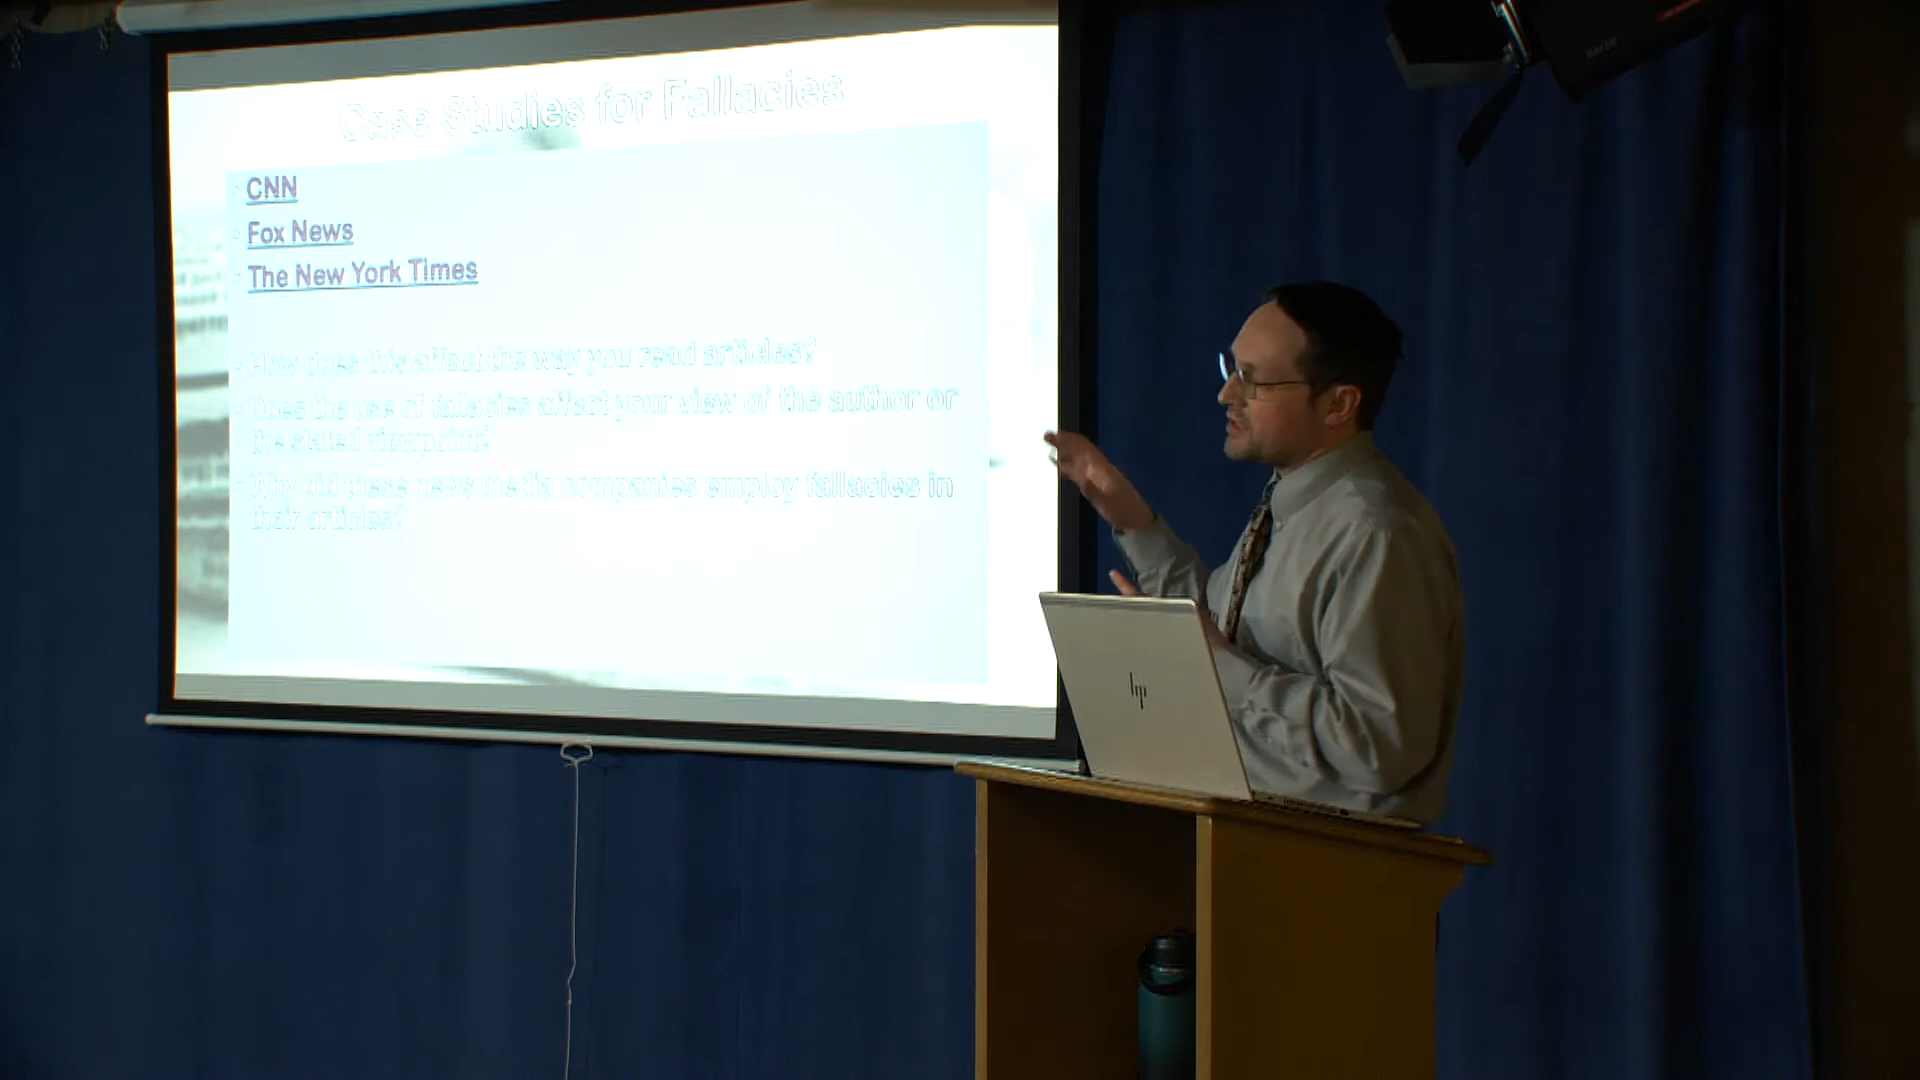 Case Studies for Fallacies
CNN
Fox News
The New York Times
How does this affect the way you read articles?
Does the use of fallacies affect your view of the author or
the stated viewpoint?
Why did these news media companies employ fallacies in
their articles?
hp